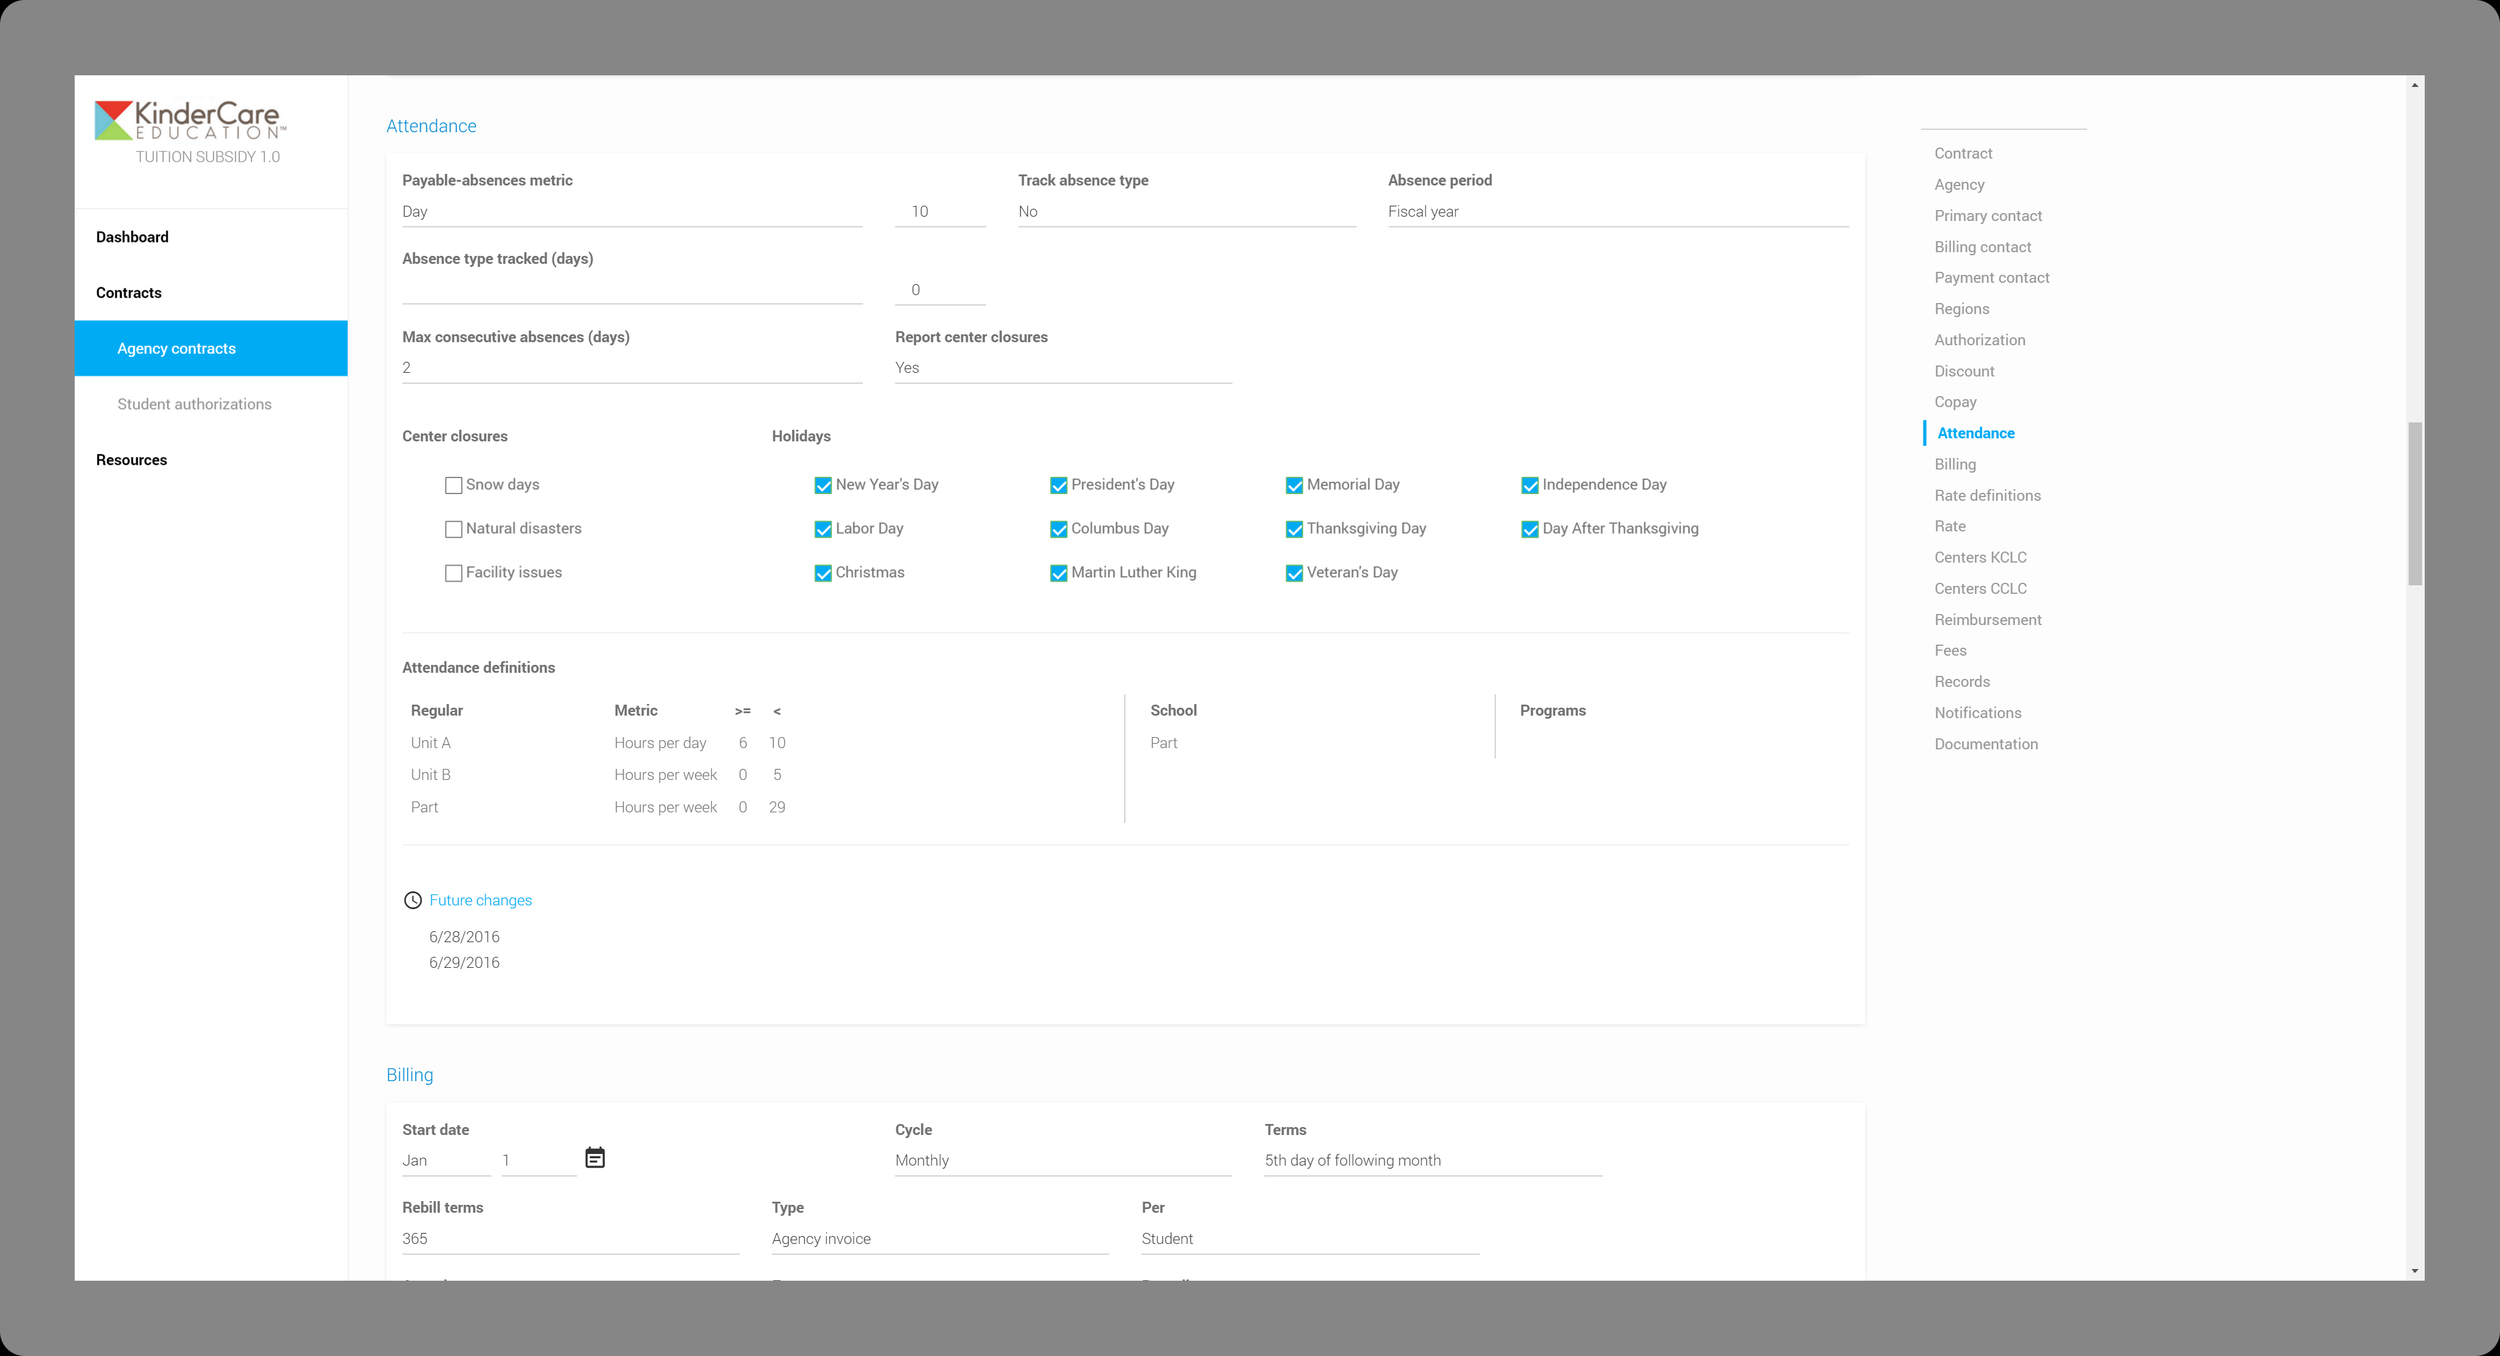 KinderCare
EDUCATION™
TUITION SUBSIDY 1.0
Dashboard
Contracts
Agency contracts
Student authorizations
Resources
Attendance
Payable-absences metric
Track absence type
Absence period
Day
10
No
Fiscal year
Absence type tracked (days)
0
Max consecutive absences (days)
Report center closures
2
Yes
Center closures
Holidays
Snow days
New Year's Day
President's Day
Memorial Day
Independence Day
Natural disasters
Labor Day
Columbus Day
Thanksgiving Day
Day After Thanksgiving
Facility issues
Christmas
Martin Luther King
Veteran's Day
Attendance definitions
Regular Metric >= <
School
Programs
Unit A Hours per day 6 10
Part
Unit B Hours per week 0 5
Part Hours per week 0 29
Future changes
6/28/2016
6/29/2016
Billing
Start date
Cycle
Terms
Jan 1
Monthly
5th day of following month
Rebill terms
Type
Per
365
Agency invoice
Student
Contract
Agency
Primary contact
Billing contact
Payment contact
Regions
Authorization
Discount
Copay
Attendance
Billing
Rate definitions
Rate
Centers KCLC
Centers CCLC
Reimbursement
Fees
Records
Notifications
Documentation